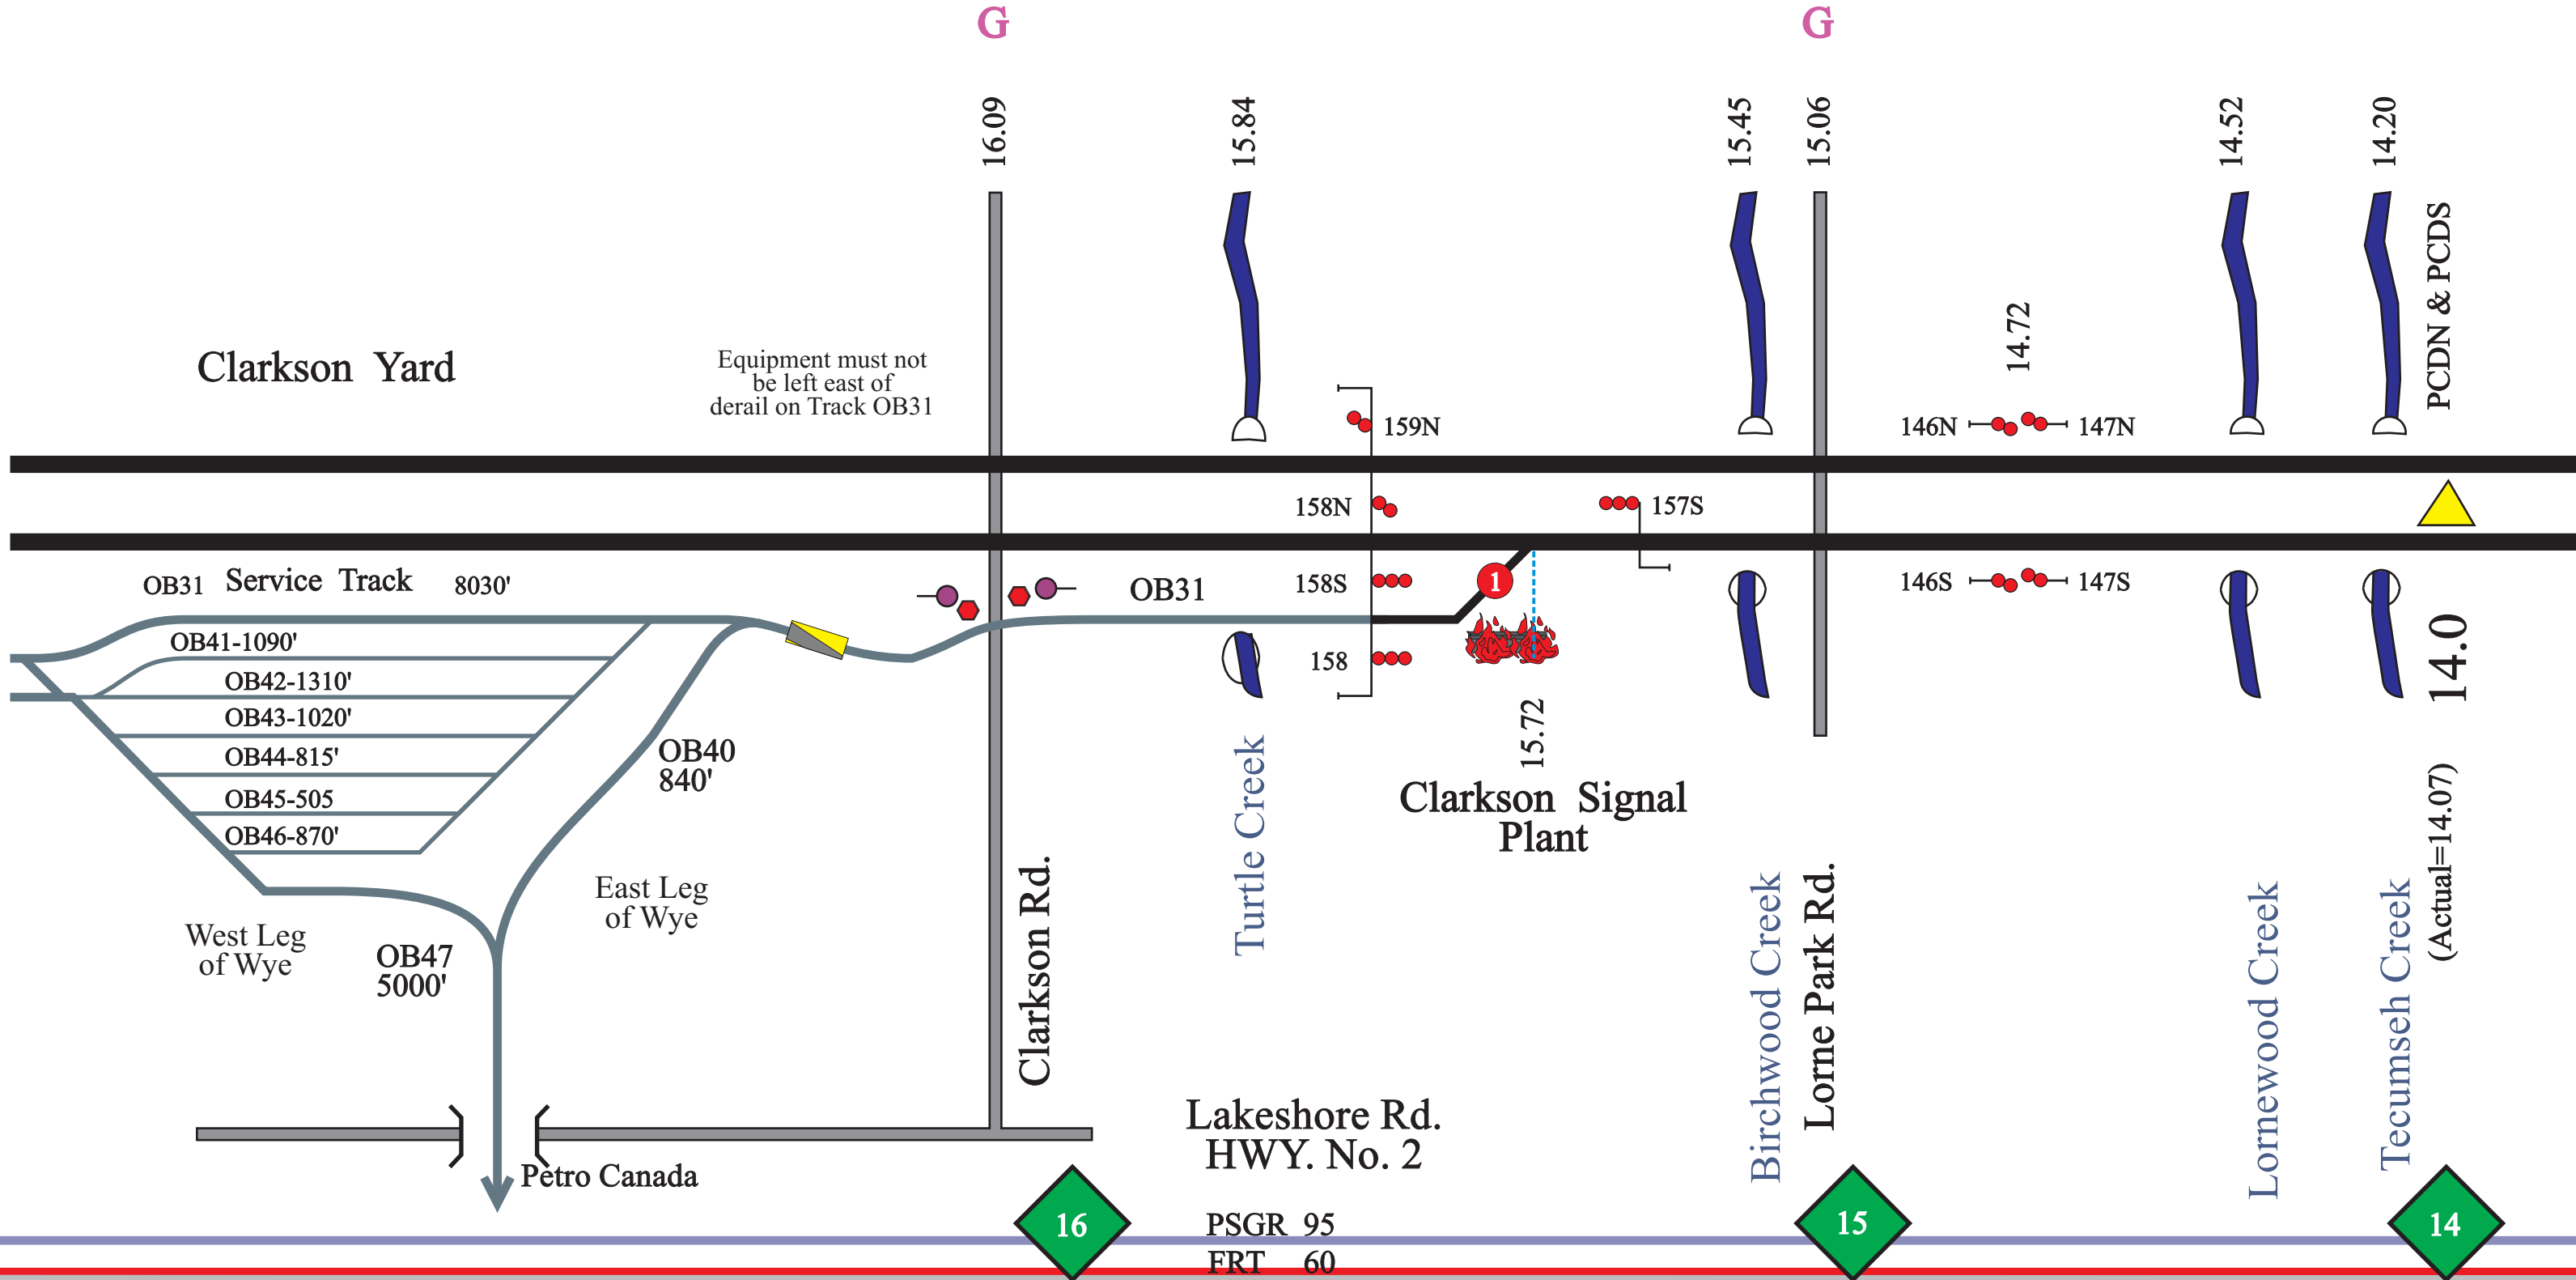 G
G
16.09
15.84
15.45
15.06
14.52
14.20
PCDN & PCDS
14.72
Clarkson Yard
Equipment must not
be left east of
derail on Track OB31
159N
146N
147N
158N
157S
OB31 Service Track 8030'
OB31
158S
1
146S
147S
OB41-1090'
158
OB42-1310'
OB43-1020'
OB44-815'
OB45-505
OB46-870'
OB40
840'
15.72
14.0
(Actual=14.07)
Clarkson Signal
Plant
Turtle Creek
Clarkson Rd.
Birchwood Creek
Lorne Park Rd.
Lornewood Creek
Tecumseh Creek
East Leg
of Wye
West Leg
of Wye
OB47
5000'
Lakeshore Rd.
HWY. No. 2
Petro Canada
16
15
14
PSGR 95
FRT 60